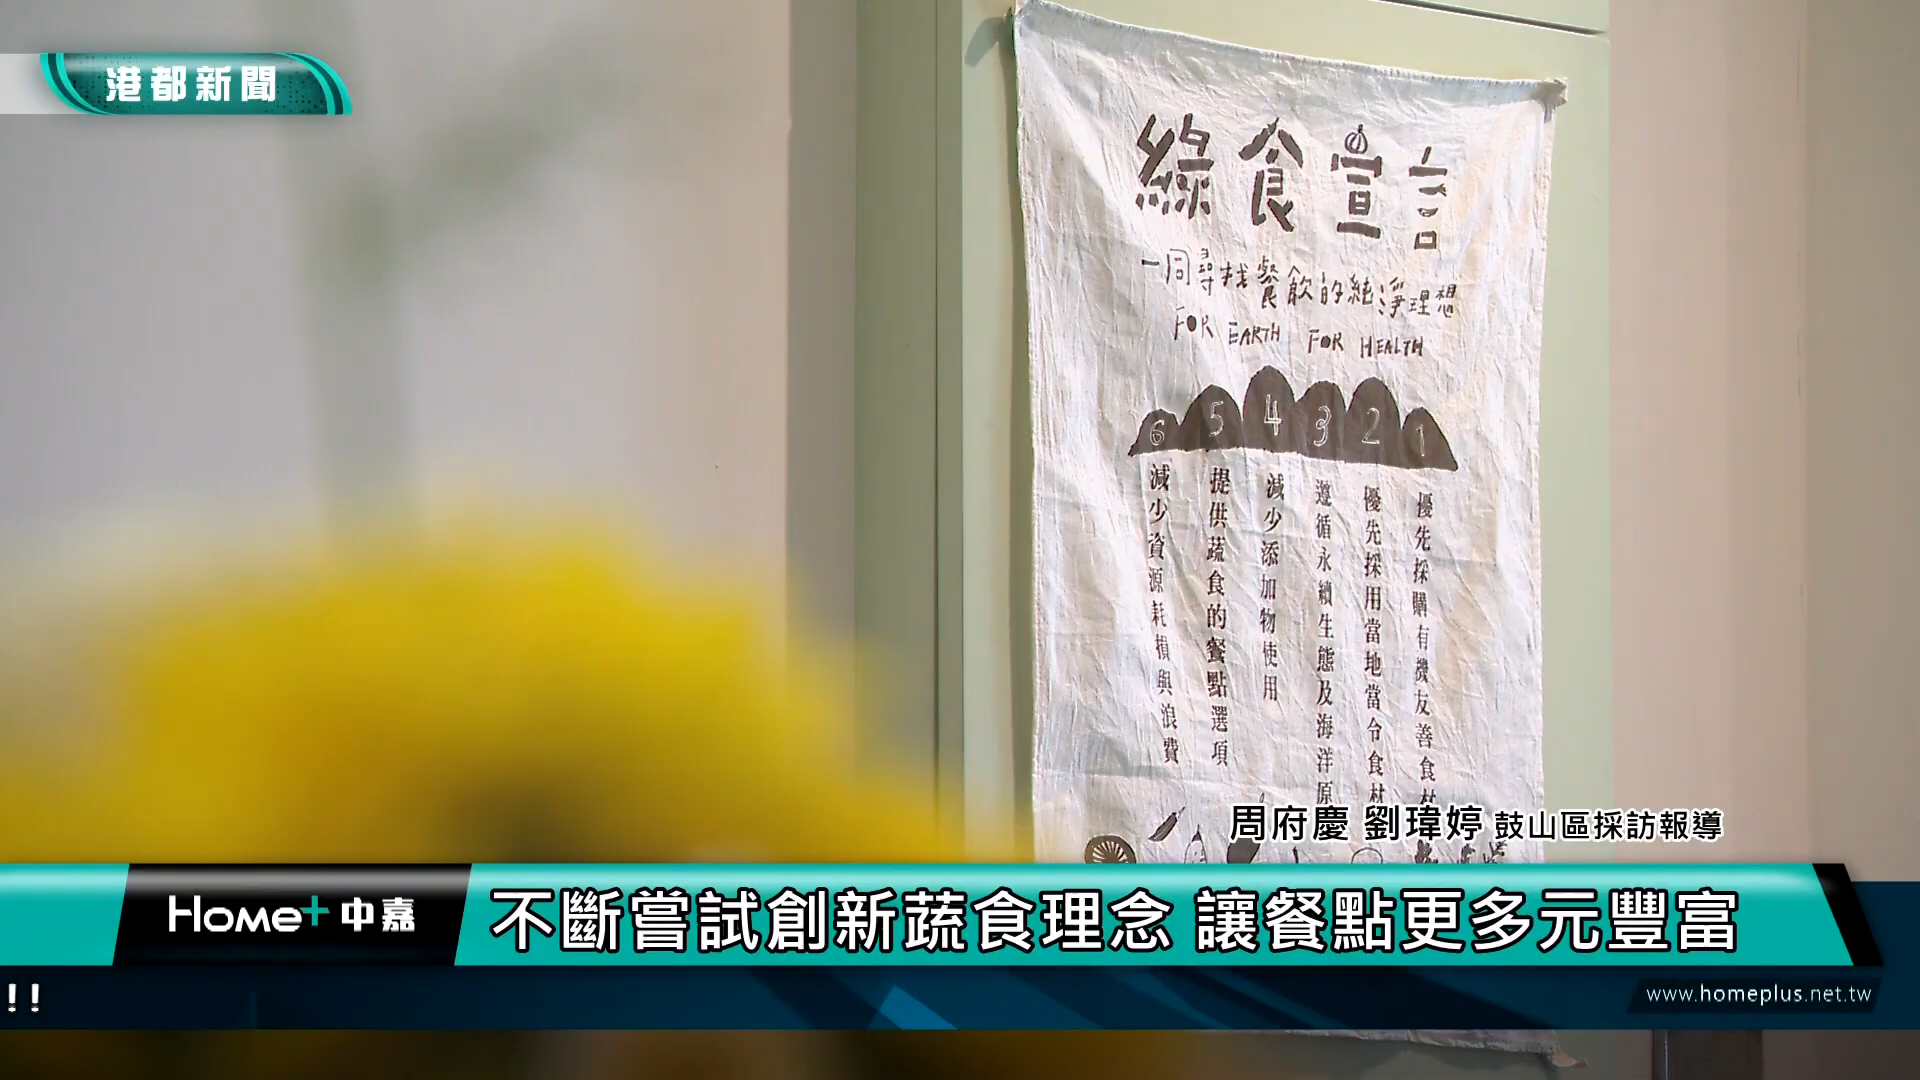 港都新聞
綠食宣言
一同尋找餐飲的純淨理想
FOR EARTH FOR HEALTH
6 5 4 3 2 1
優先採購有機友善食材
優先採用當地當令食材
遵循永續生態及海洋原
減少添加物使用
提供蔬食的餐點選項
減少資源耗損與浪費
周府慶 劉瑋婷 鼓山區採訪報導
Home+ 中嘉
不斷嘗試創新蔬食理念 讓餐點更多元豐富
!!
www.homeplus.net.tw